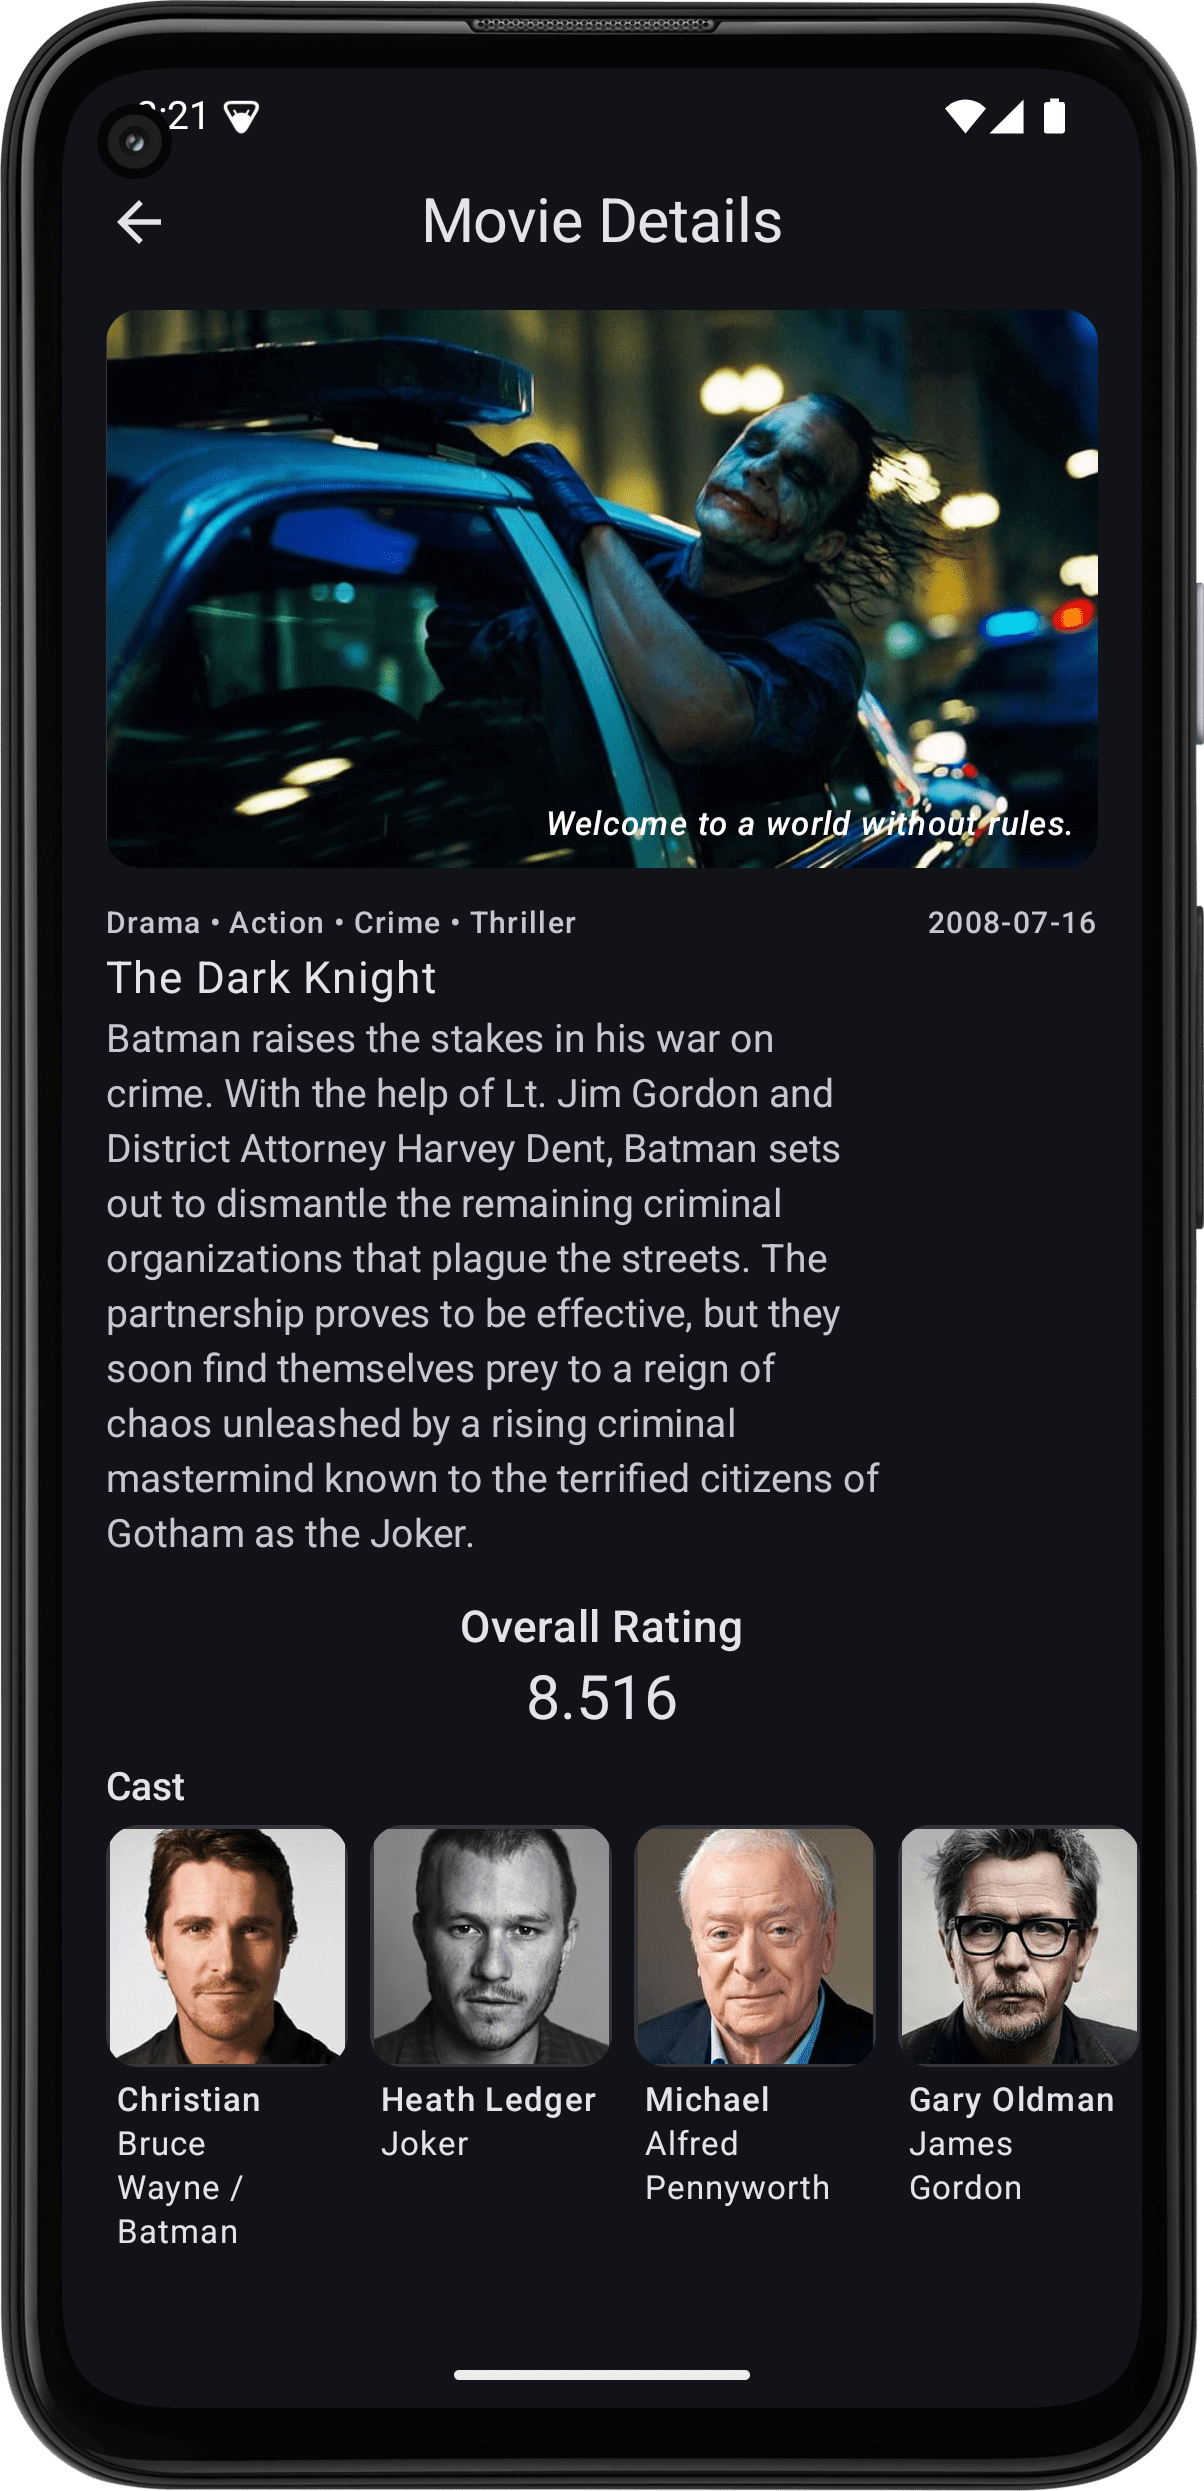 :21
Movie Details
Welcome to a world without rules.
Drama • Action • Crime • Thriller 2008-07-16
The Dark Knight
Batman raises the stakes in his war on
crime. With the help of Lt. Jim Gordon and
District Attorney Harvey Dent, Batman sets
out to dismantle the remaining criminal
organizations that plague the streets. The
partnership proves to be effective, but they
soon find themselves prey to a reign of
chaos unleashed by a rising criminal
mastermind known to the terrified citizens of
Gotham as the Joker.
Overall Rating
8.516
Cast
Christian
Bruce
Wayne /
Batman
Heath Ledger
Joker
Michael
Alfred
Pennyworth
Gary Oldman
James
Gordon